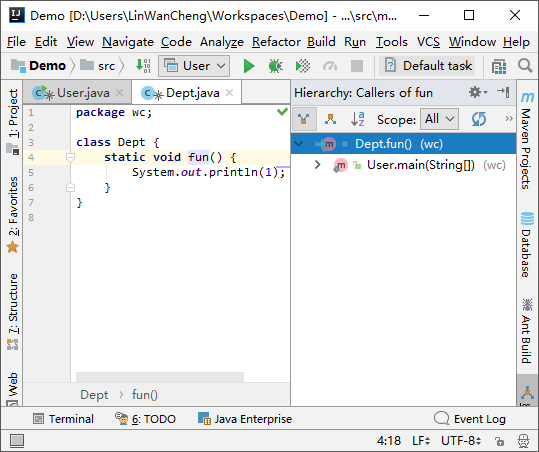 Demo [D:\Users\LinWanCheng\Workspaces\Demo] - ...\src\m...
File Edit View Navigate Code Analyze Refactor Build Run Tools VCS Window Help
Demo src User Default task
1: Project
2: Favorites
7: Structure
Web
User.java Dept.java
1 package wc;
2
3 class Dept {
4 static void fun() {
5 System.out.println(1);
6 }
7 }
8
Dept fun()
Hierarchy: Callers of fun
Scope: All
Dept.fun() (wc)
User.main(String[]) (wc)
Maven Projects
Database
Ant Build
Terminal 6: TODO Java Enterprise Event Log
4:18 LF UTF-8